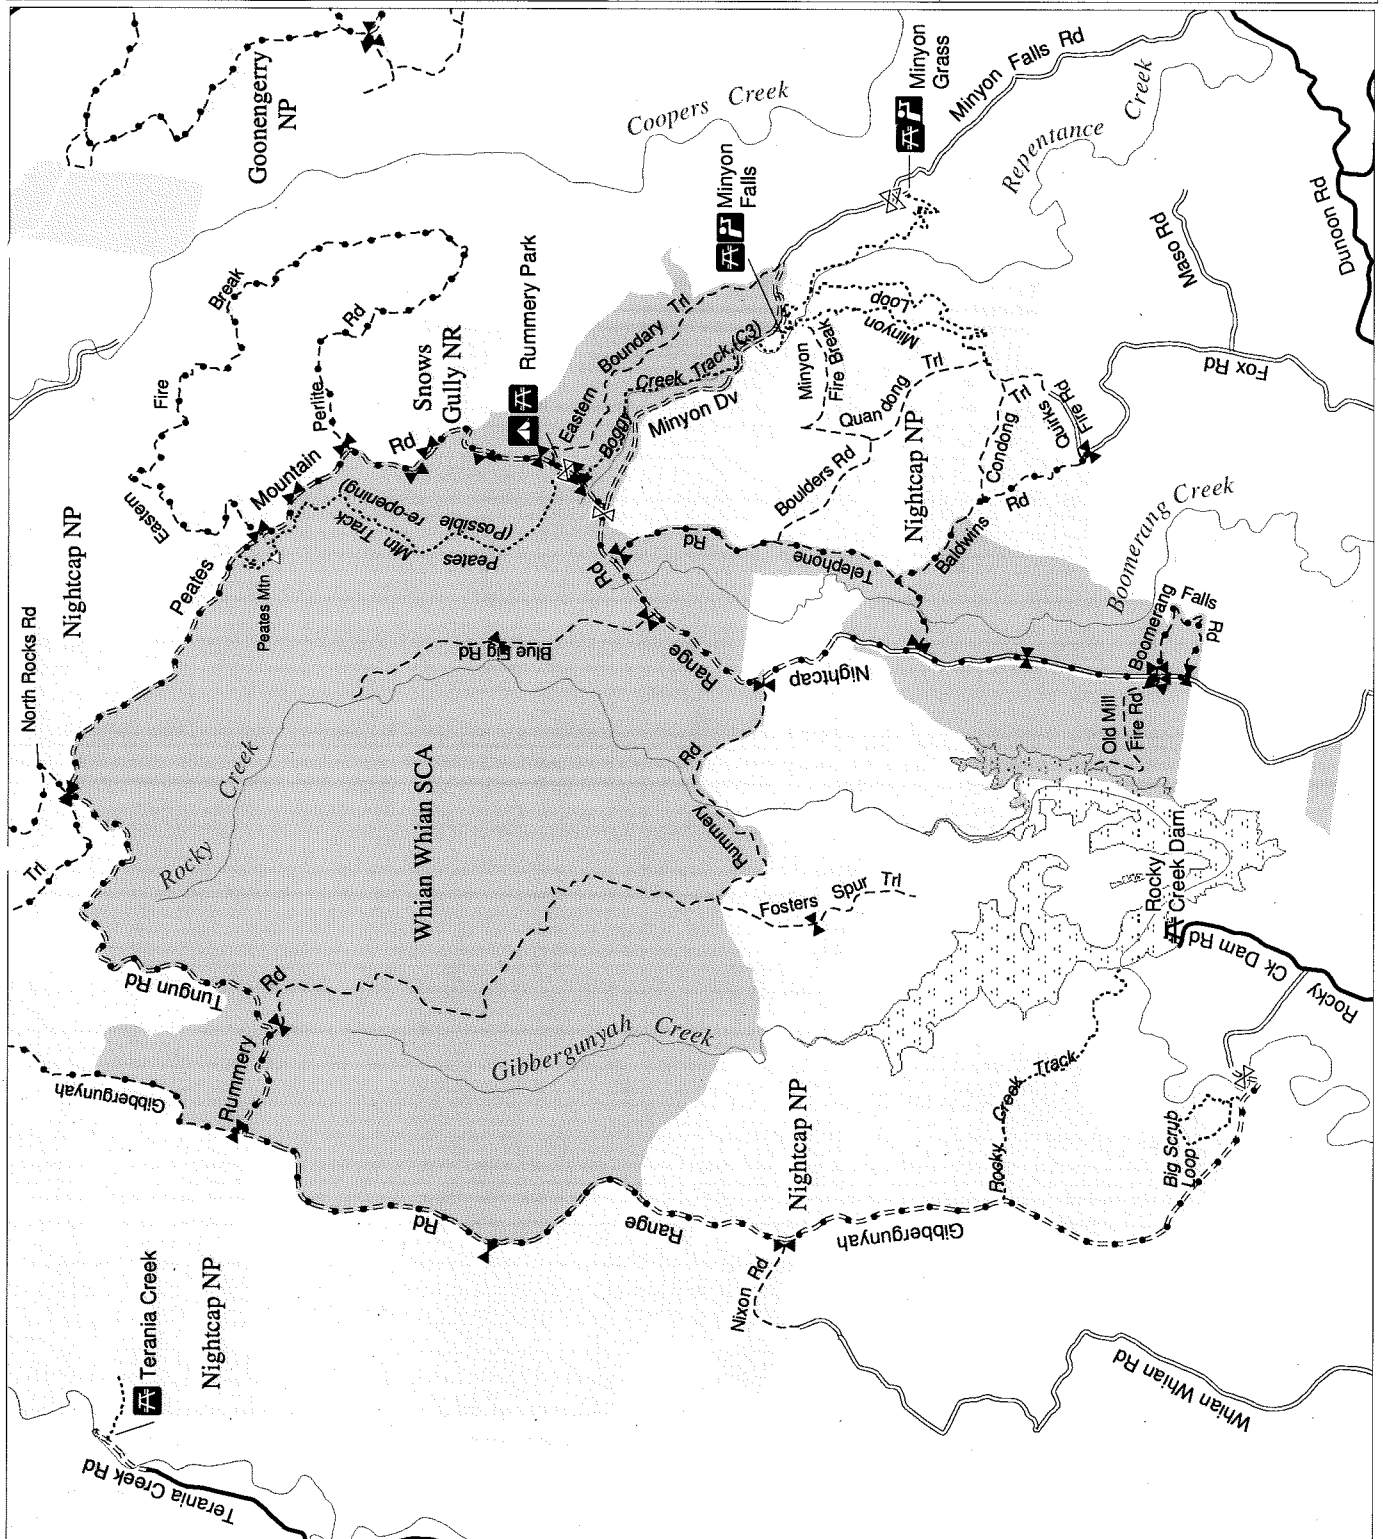 Goonengerry
NP
Coopers Creek
Minyon
Grass
Minyon Falls Rd
Repentance Creek
Dunoon Rd
Maso Rd
Fox Rd
Minyon
Falls
Break
Fire
Eastern
Perlite Rd
Snows
Gully NR
Rummery Park
Mountain Rd
Peates
Nightcap NP
North Rocks Rd
Trl
Peates Mtn
Peates Mtn Track
(Possible
re-opening)
Eastern Boundary Trl
Boggy Creek Track (C3)
Minyon Dv
Minyon
Fire Break
Minyon Loop
Quandong Trl
Boulders Rd
Nightcap NP
Condong Trl
Quirks
Fire Rd
Baldwins Rd
Telephone Rd
Boomerang Creek
Boomerang Falls Rd
Old Mill
Fire Rd
Nightcap Range Rd
Blue Fig Rd
Rocky Creek
Whian Whian SCA
Rummery Rd
Fosters Spur Trl
Rocky
Creek Dam
Rocky Ck Dam Rd
Tungun Rd
Rummery Rd
Gibbergunyah Creek
Gibbergunyah
Range Rd
Nightcap NP
Rocky Creek Track
Big Scrub
Loop
Gibbergunyah
Nixon Rd
Whian Whian Rd
Terania Creek
Nightcap NP
Terania Creek Rd